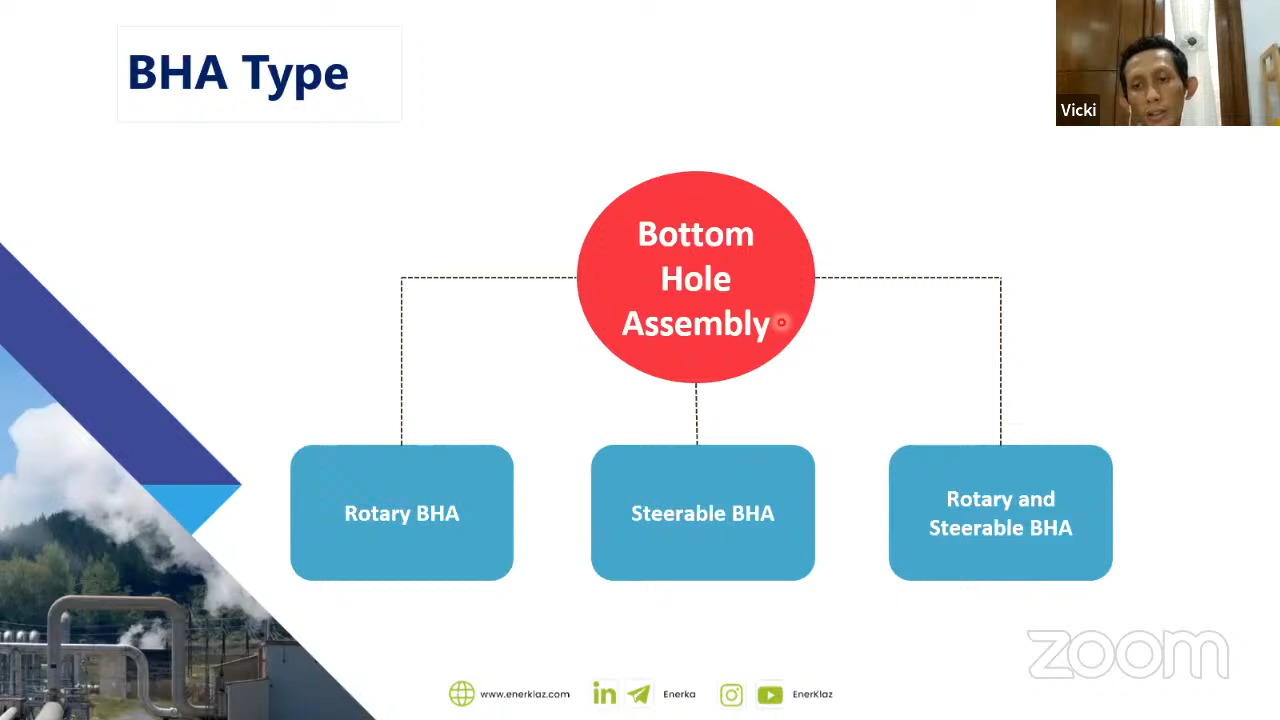 BHA Type
Vicki
Bottom
Hole
Assembly
Rotary BHA
Steerable BHA
Rotary and
Steerable BHA
zoom
www.enerklaz.com
in
Enerka
EnerKlaz